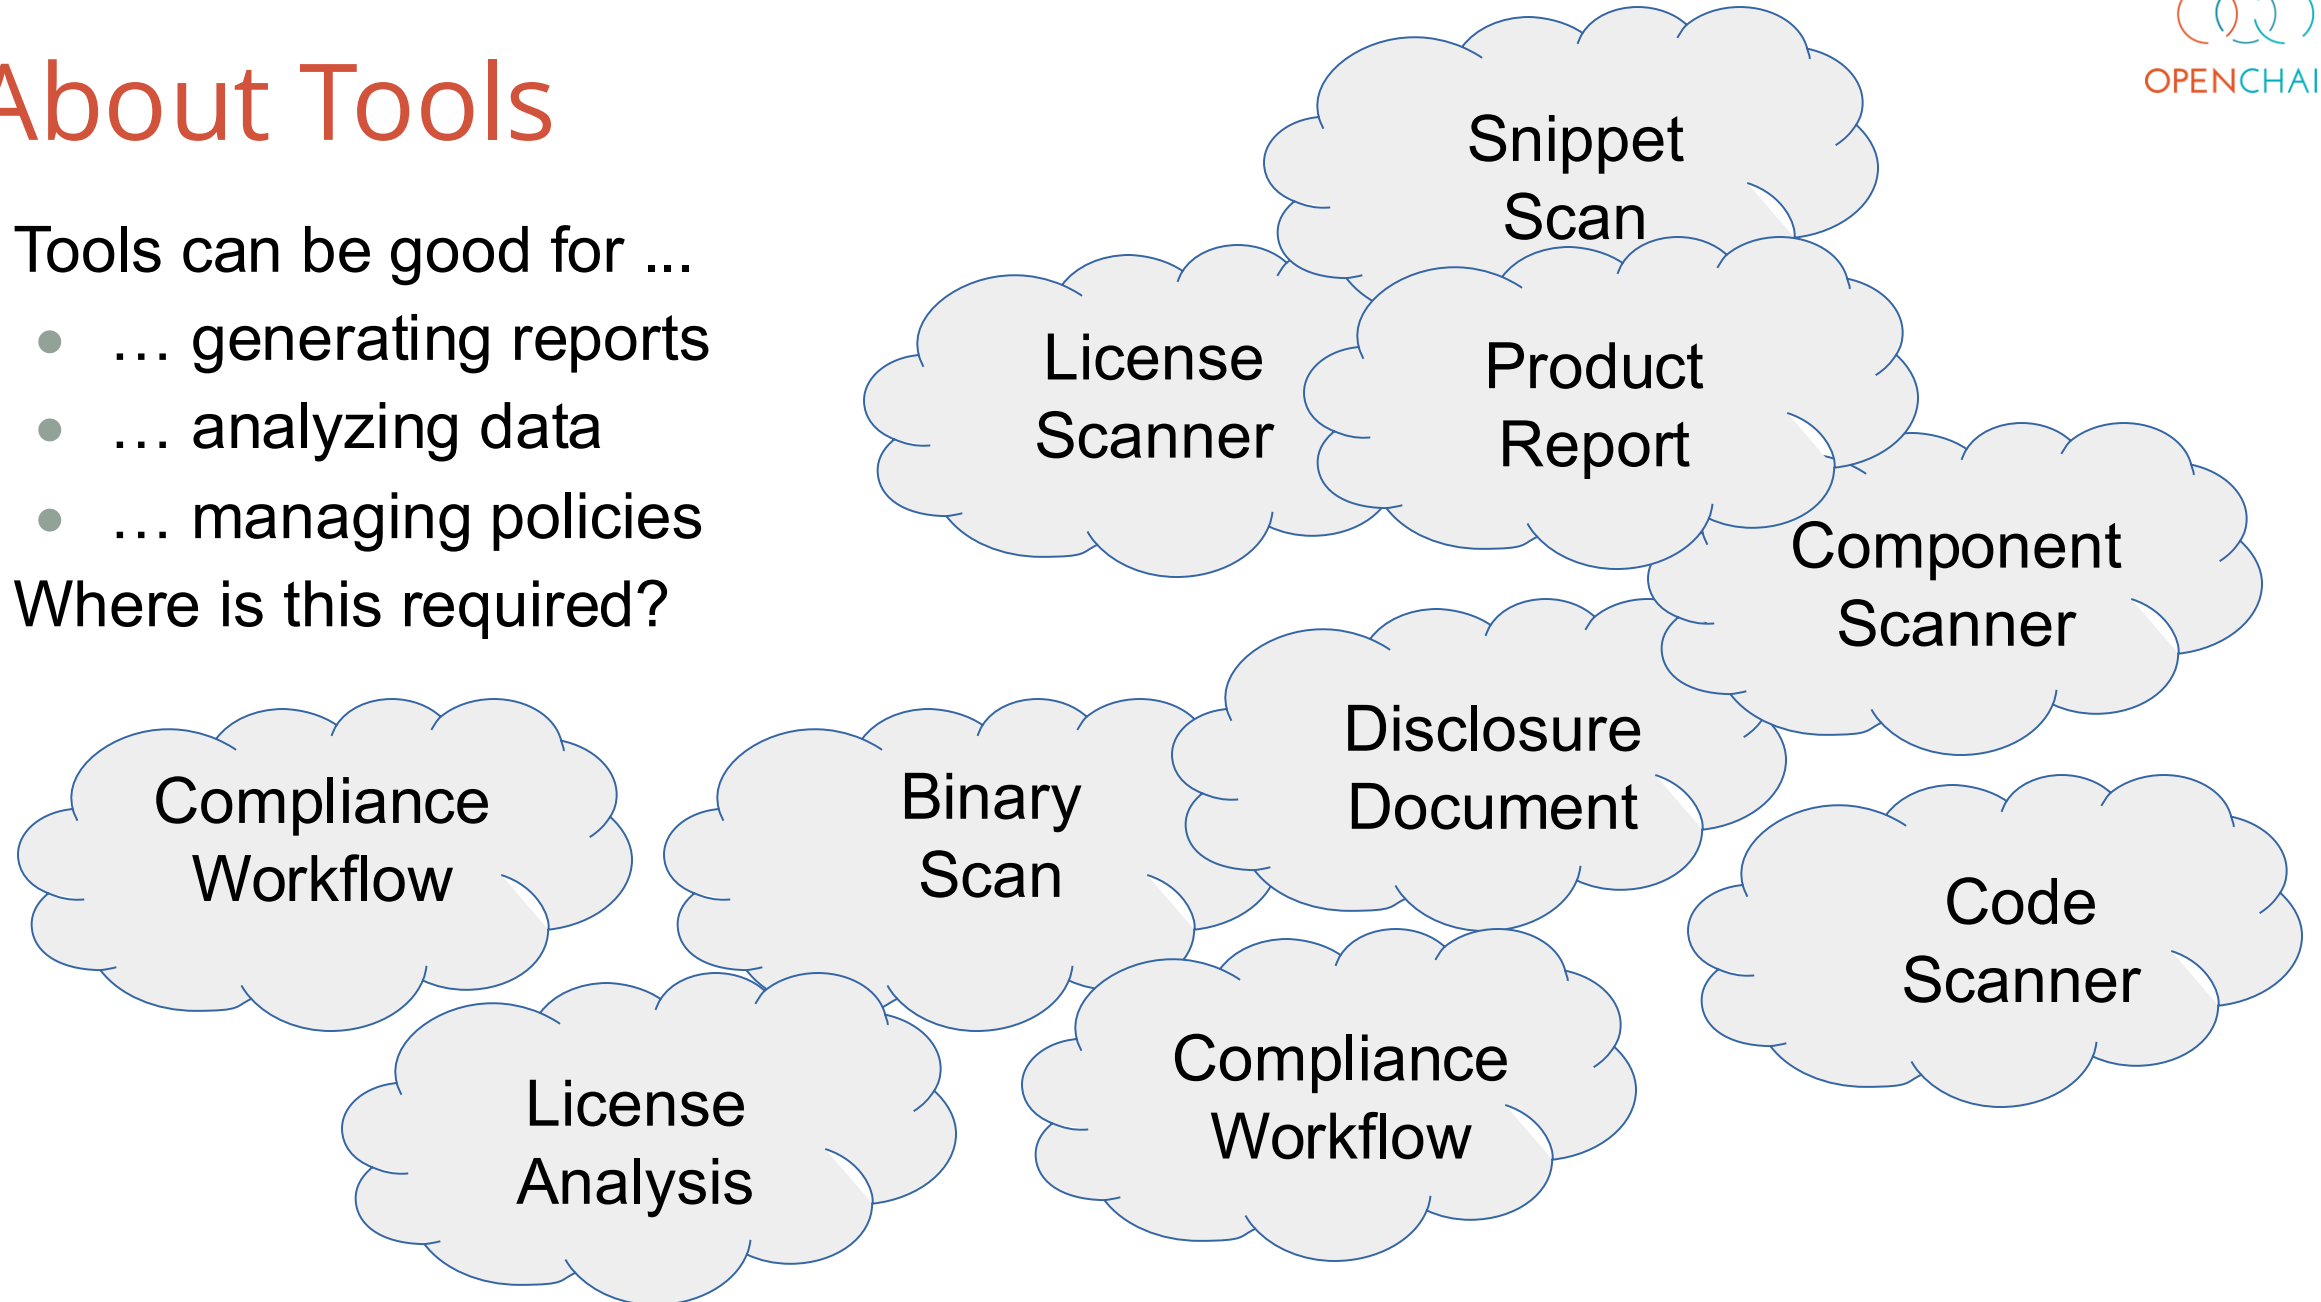 About Tools
OPENCHAI
Tools can be good for ...
… generating reports
… analyzing data
… managing policies
Where is this required?
Snippet
Scan
License
Scanner
Product
Report
Component
Scanner
Disclosure
Document
Compliance
Workflow
Binary
Scan
Code
Scanner
License
Analysis
Compliance
Workflow